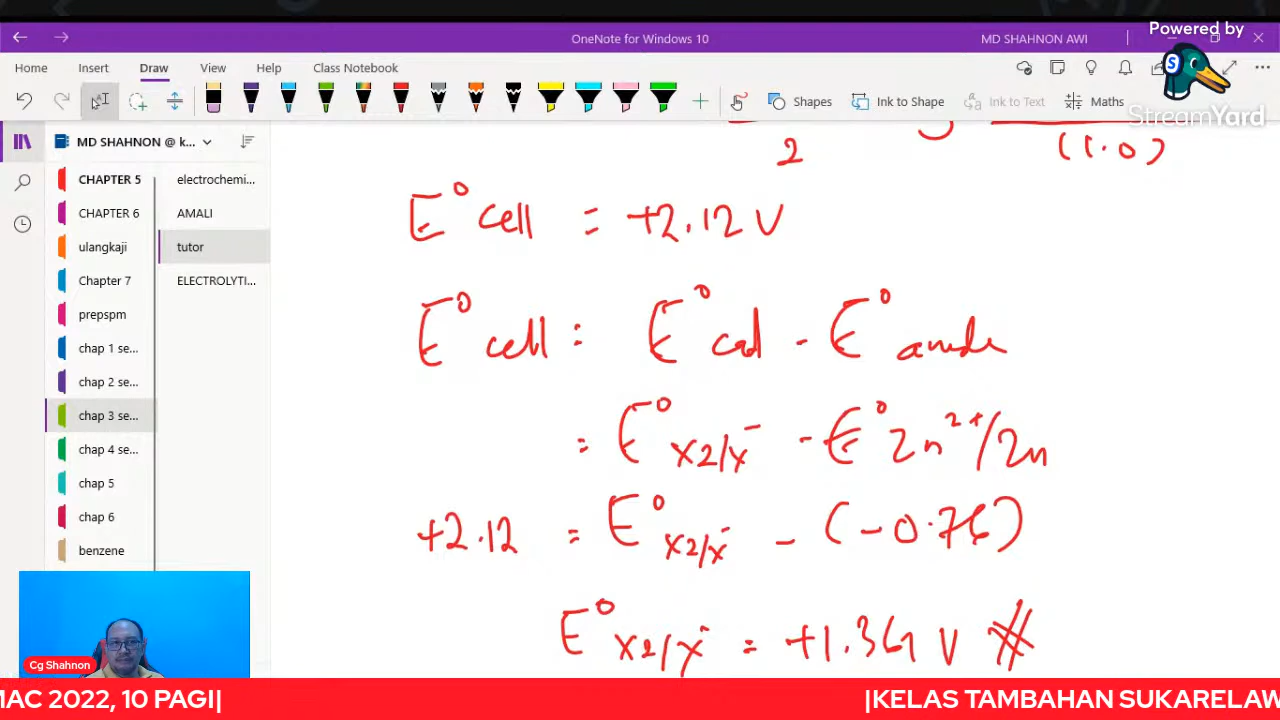 Powered by
StreamYard
OneNote for Windows 10
MD SHAHNON AWI
Home Insert Draw View Help Class Notebook
Shapes Ink to Shape Ink to Text Maths
MD SHAHNON @ k...
CHAPTER 5
CHAPTER 6
ulangkaji
Chapter 7
prepspm
chap 1 se...
chap 2 se...
chap 3 se...
chap 4 se...
chap 5
chap 6
benzene
electrochemi...
AMALI
tutor
ELECTROLYTI...
2 (1.0)
E° cell = +2.12 V
E° cell = E° cat - E° anode
= E° X2/X⁻ - E° Zn²⁺/Zn
+2.12 = E° X2/X⁻ - (-0.76)
E° X2/X⁻ = +1.36 V #
Cg Shahnon
MAC 2022, 10 PAGI| |KELAS TAMBAHAN SUKARELAW